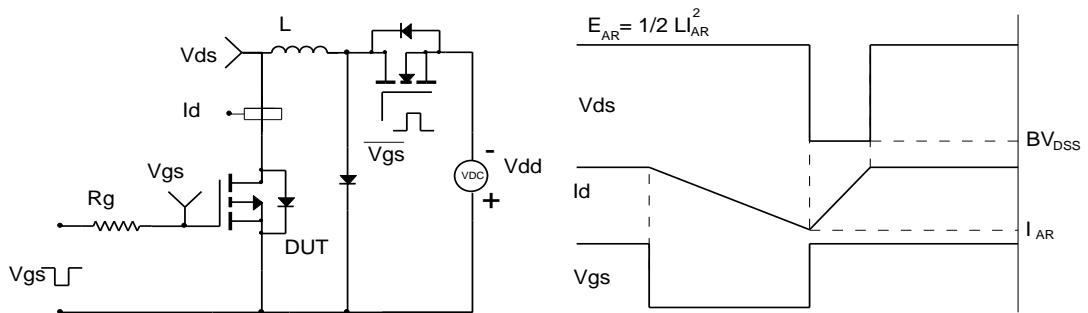 L
Vds
Id
Vgs
Vgs
Rg
DUT
Vgs
-
VDC
Vdd
+
E_AR = 1/2 LI_AR^2
Vds
BV_DSS
Id
I_AR
Vgs